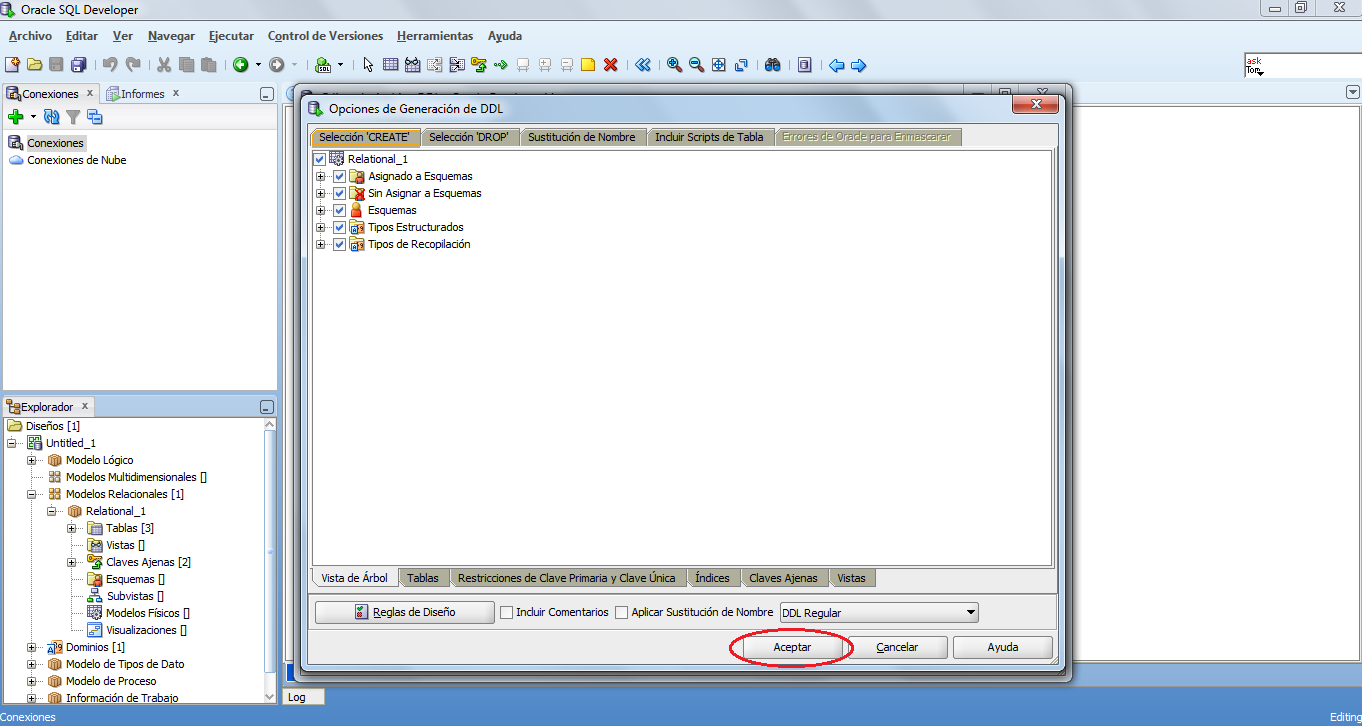 Oracle SQL Developer
Archivo Editar Ver Navegar Ejecutar Control de Versiones Herramientas Ayuda
SQL
ask
Tom
Conexiones x Informes x
Conexiones
Conexiones de Nube
Opciones de Generación de DDL
Selección 'CREATE' Selección 'DROP' Sustitución de Nombre Incluir Scripts de Tabla Errores de Oracle para Enmascarar
Relational_1
Asignado a Esquemas
Sin Asignar a Esquemas
Esquemas
Tipos Estructurados
Tipos de Recopilación
Vista de Árbol Tablas Restricciones de Clave Primaria y Clave Única Índices Claves Ajenas Vistas
Reglas de Diseño Incluir Comentarios Aplicar Sustitución de Nombre DDL Regular
Aceptar Cancelar Ayuda
Explorador x
Diseños [1]
Untitled_1
Modelo Lógico
Modelos Multidimensionales []
Modelos Relacionales [1]
Relational_1
Tablas [3]
Vistas []
Claves Ajenas [2]
Esquemas []
Subvistas []
Modelos Físicos []
Visualizaciones []
Dominios [1]
Modelo de Tipos de Dato
Modelo de Proceso
Información de Trabajo
Log
Conexiones Editing